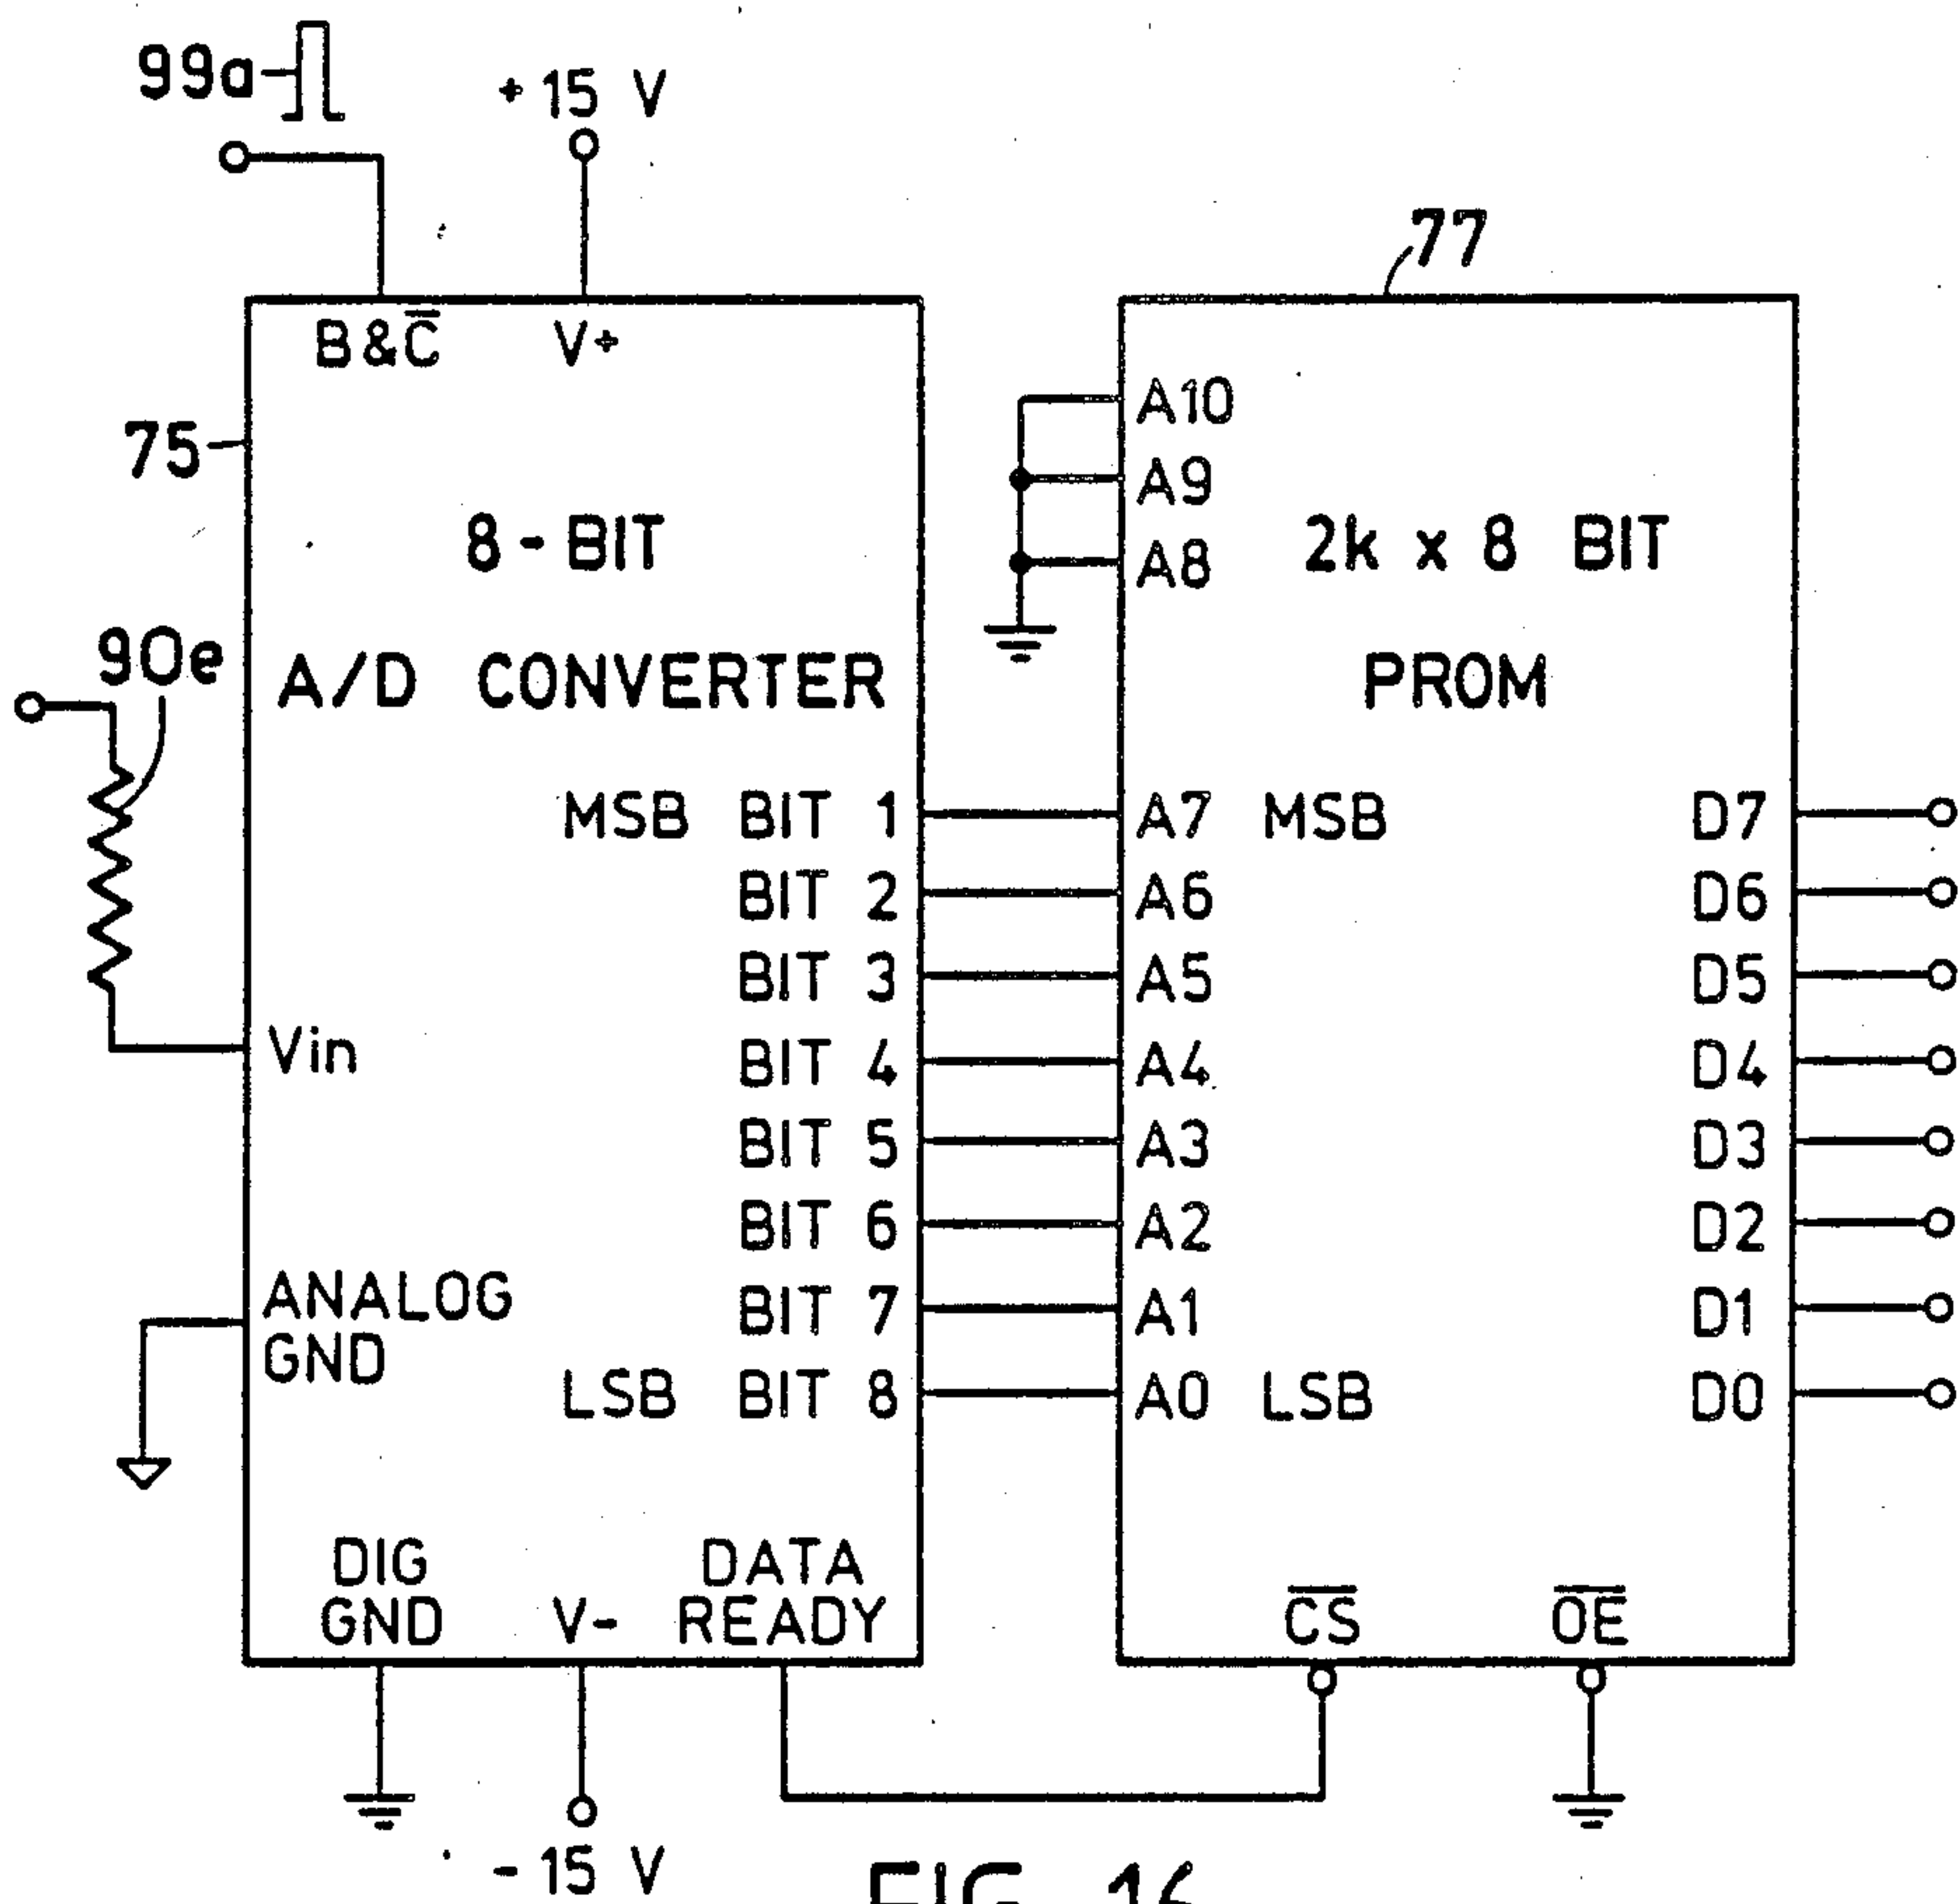 99a
+15 V
77
B&C̅ V+
75
A10
A9
A8
8-BIT
A/D CONVERTER
2k x 8 BIT
PROM
90e
MSB BIT 1
BIT 2
BIT 3
BIT 4
BIT 5
BIT 6
BIT 7
LSB BIT 8
A7 MSB
A6
A5
A4
A3
A2
A1
A0 LSB
D7
D6
D5
D4
D3
D2
D1
D0
Vin
ANALOG
GND
DIG
GND
V-
DATA
READY
C̅S̅
O̅E̅
-15 V